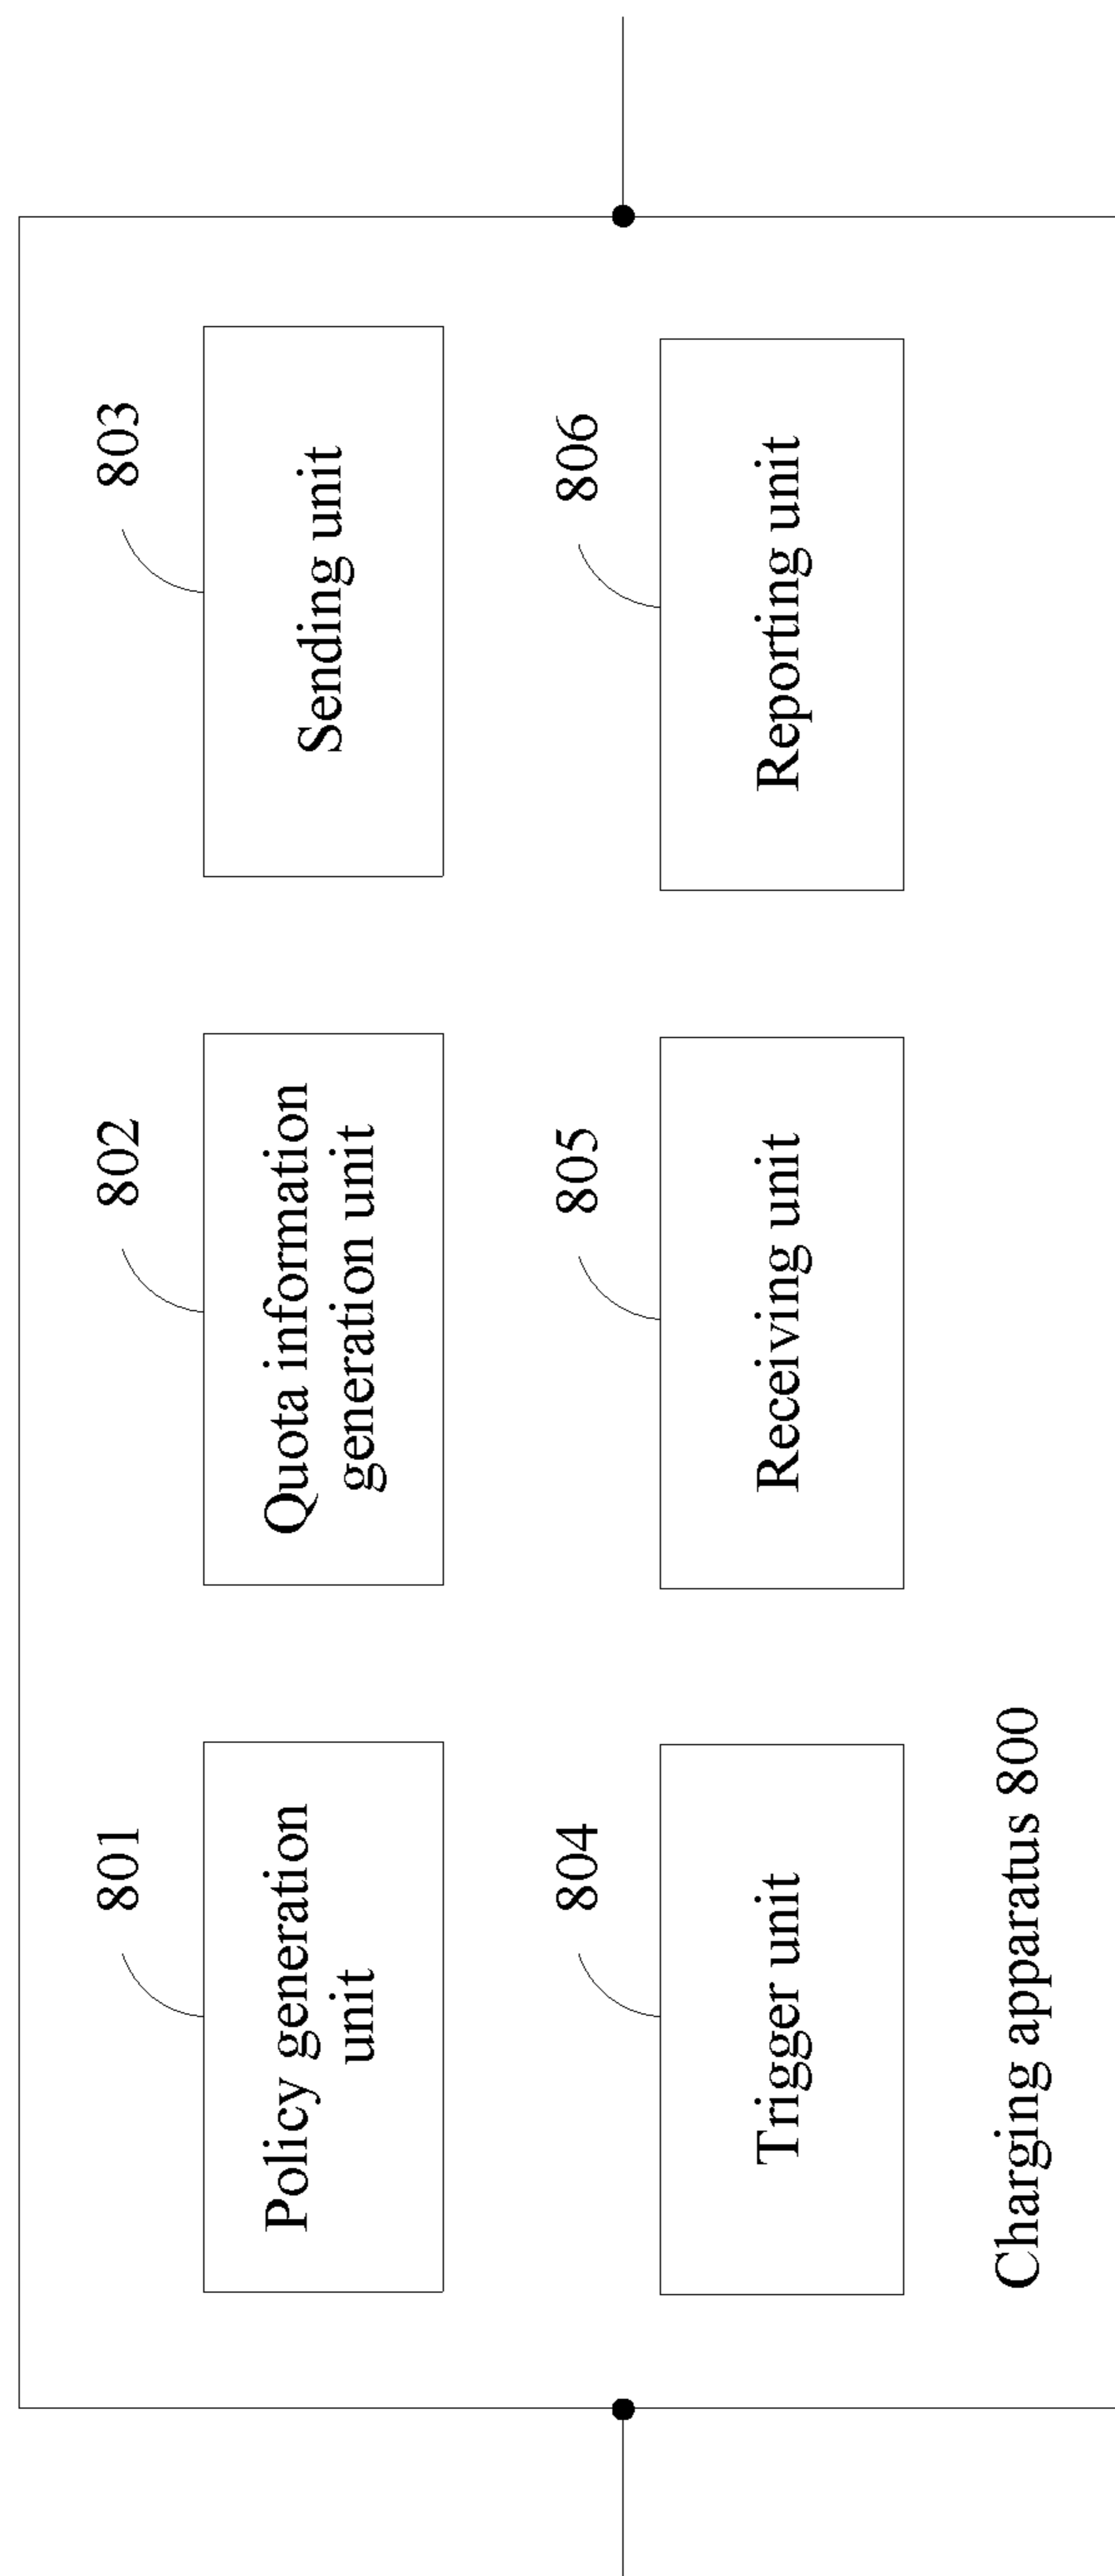 801
Policy generation
unit
802
Quota information
generation unit
803
Sending unit
804
Trigger unit
805
Receiving unit
806
Reporting unit
Charging apparatus 800